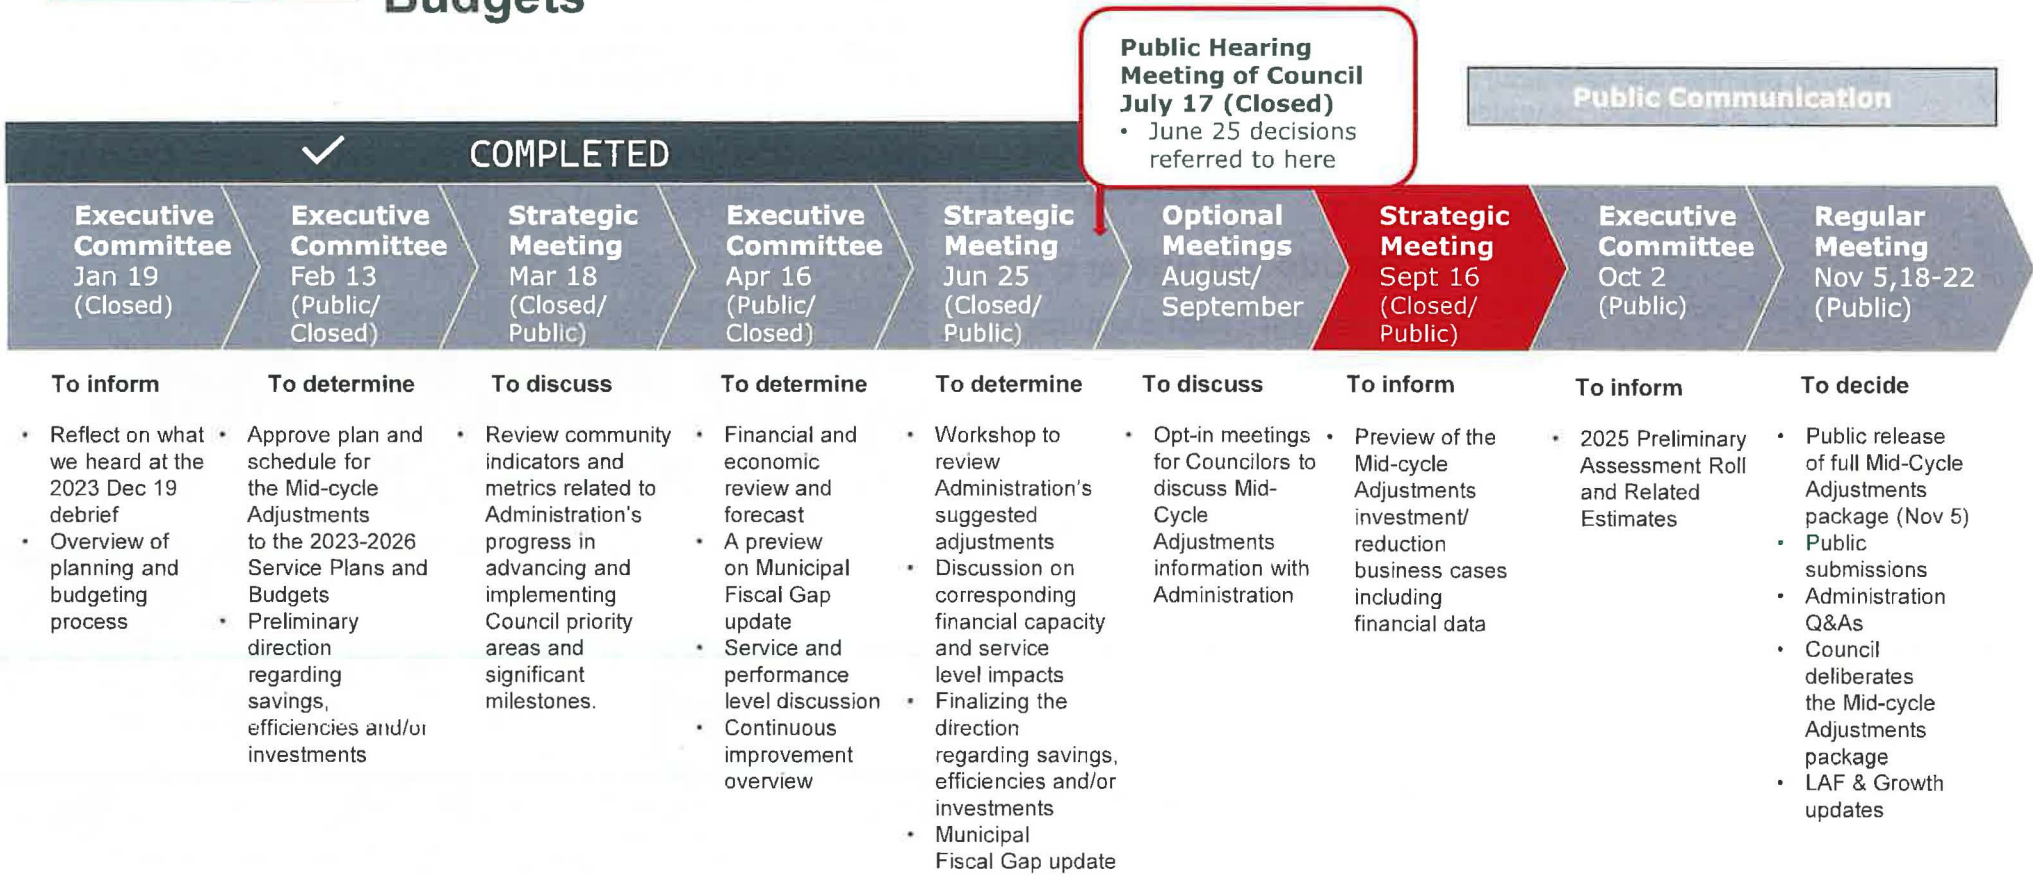 Budgets
Public Hearing
Meeting of Council
July 17 (Closed)
• June 25 decisions
referred to here
Public Communication
✓ COMPLETED
Executive
Committee
Jan 19
(Closed)
Executive
Committee
Feb 13
(Public/
Closed)
Strategic
Meeting
Mar 18
(Closed/
Public)
Executive
Committee
Apr 16
(Public/
Closed)
Strategic
Meeting
Jun 25
(Closed/
Public)
Optional
Meetings
August/
September
Strategic
Meeting
Sept 16
(Closed/
Public)
Executive
Committee
Oct 2
(Public)
Regular
Meeting
Nov 5,18-22
(Public)
To inform
• Reflect on what
we heard at the
2023 Dec 19
debrief
• Overview of
planning and
budgeting
process
To determine
• Approve plan and
schedule for
the Mid-cycle
Adjustments
to the 2023-2026
Service Plans and
Budgets
• Preliminary
direction
regarding
savings,
efficiencies and/or
investments
To discuss
• Review community
indicators and
metrics related to
Administration's
progress in
advancing and
implementing
Council priority
areas and
significant
milestones.
To determine
• Financial and
economic
review and
forecast
• A preview
on Municipal
Fiscal Gap
update
• Service and
performance
level discussion
• Continuous
improvement
overview
To determine
• Workshop to
review
Administration's
suggested
adjustments
• Discussion on
corresponding
financial capacity
and service
level impacts
• Finalizing the
direction
regarding savings,
efficiencies and/or
investments
• Municipal
Fiscal Gap update
To discuss
• Opt-in meetings
for Councilors to
discuss Mid-
Cycle
Adjustments
information with
Administration
To inform
• Preview of the
Mid-cycle
Adjustments
investment/
reduction
business cases
including
financial data
To inform
• 2025 Preliminary
Assessment Roll
and Related
Estimates
To decide
• Public release
of full Mid-Cycle
Adjustments
package (Nov 5)
• Public
submissions
• Administration
Q&As
• Council
deliberates
the Mid-cycle
Adjustments
package
• LAF & Growth
updates